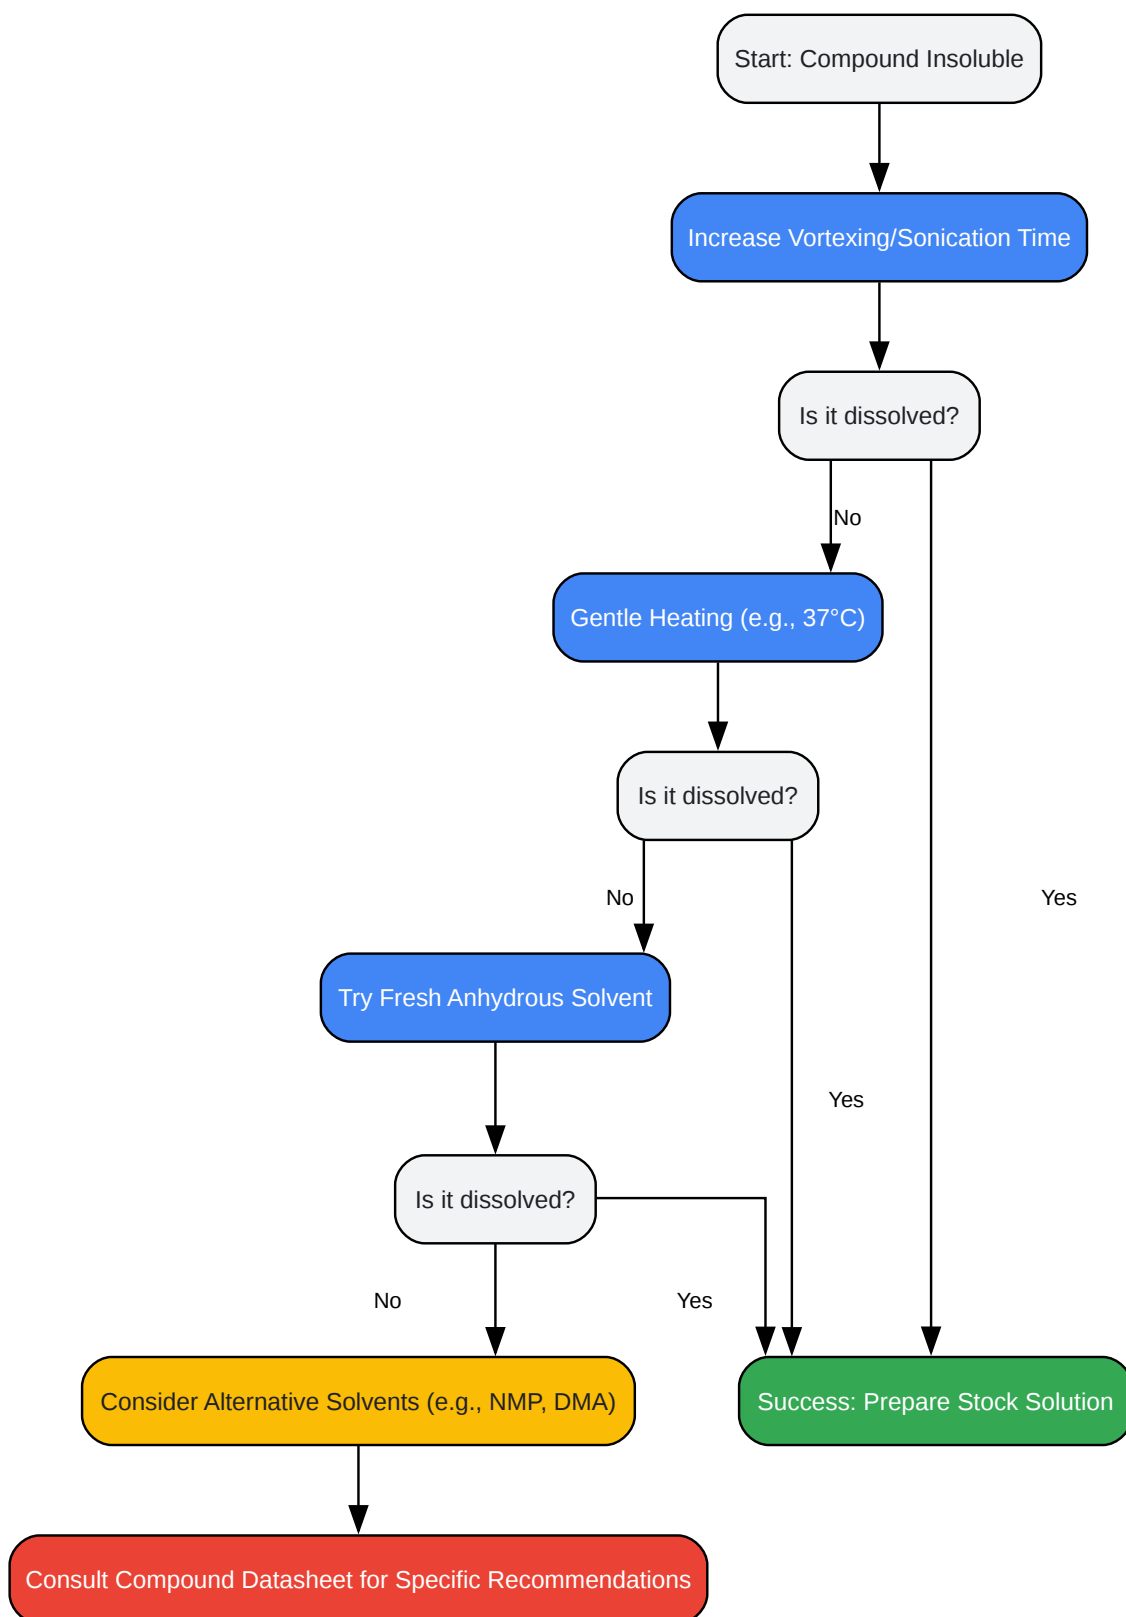 Start: Compound Insoluble
Increase Vortexing/Sonication Time
Is it dissolved?
No
Gentle Heating (e.g., 37°C)
Is it dissolved?
No
Yes
Try Fresh Anhydrous Solvent
Yes
Is it dissolved?
No
Yes
Consider Alternative Solvents (e.g., NMP, DMA)
Success: Prepare Stock Solution
Consult Compound Datasheet for Specific Recommendations